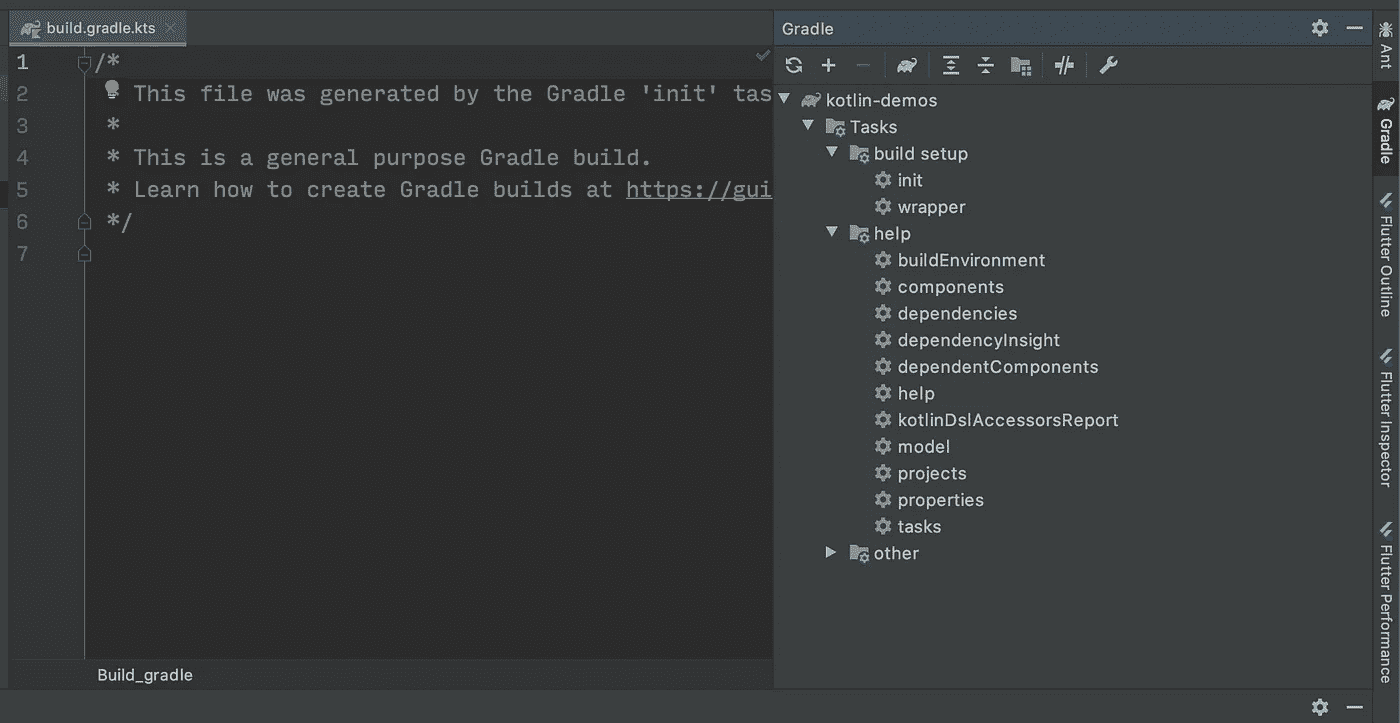 build.gradle.kts
1 /*
2 This file was generated by the Gradle 'init' tas
3 *
4 * This is a general purpose Gradle build.
5 * Learn how to create Gradle builds at https://gui
6 */
7
Build_gradle
Gradle
kotlin-demos
Tasks
build setup
init
wrapper
help
buildEnvironment
components
dependencies
dependencyInsight
dependentComponents
help
kotlinDslAccessorsReport
model
projects
properties
tasks
other
Ant
Gradle
Flutter Outline
Flutter Inspector
Flutter Performance